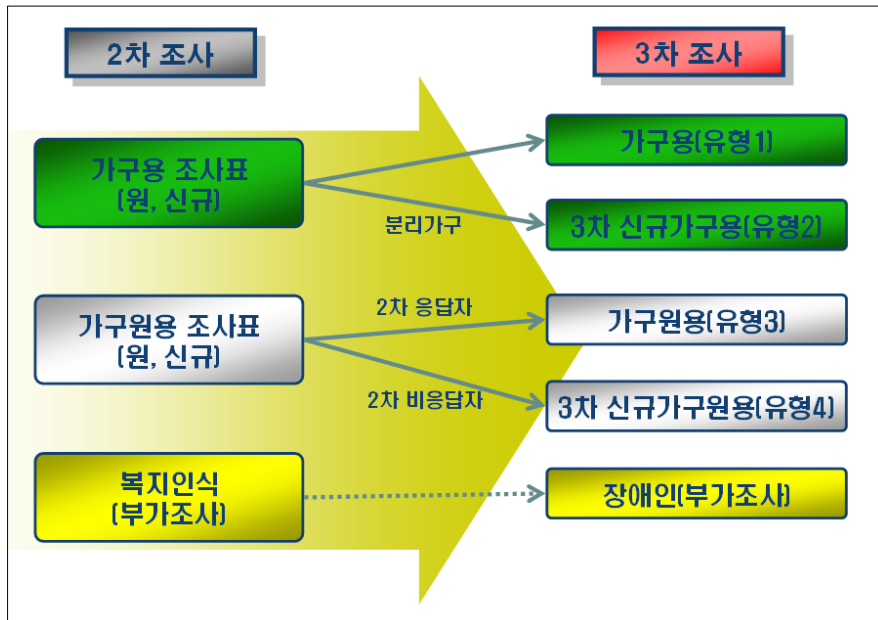 2차 조사
3차 조사
가구용 조사표
(원, 신규)
가구용(유형1)
분리가구
3차 신규가구용(유형2)
가구원용 조사표
(원, 신규)
2차 응답자
가구원용(유형3)
2차 비응답자
3차 신규가구원용(유형4)
복지인식
(부가조사)
장애인(부가조사)